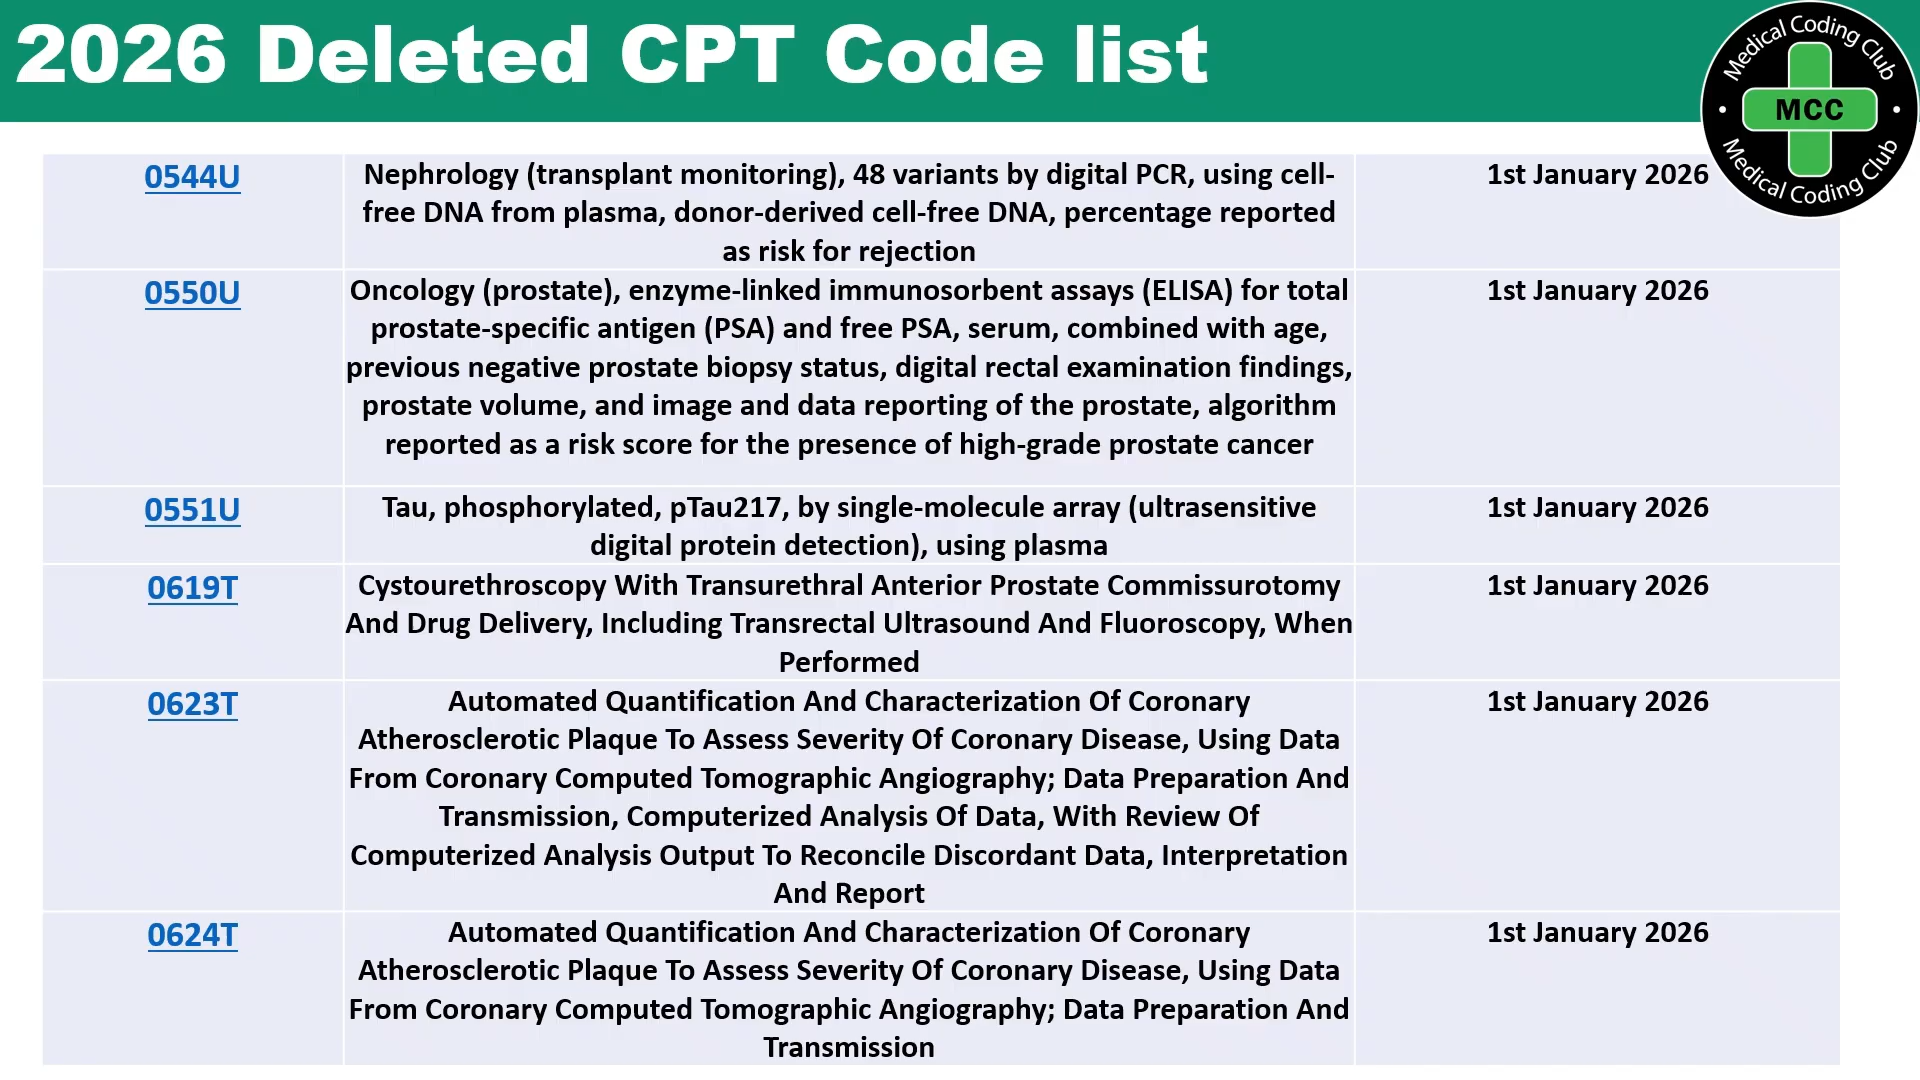 2026 Deleted CPT Code list
Medical Coding Club
MCC
Medical Coding Club
0544U
Nephrology (transplant monitoring), 48 variants by digital PCR, using cell-
free DNA from plasma, donor-derived cell-free DNA, percentage reported
as risk for rejection
1st January 2026
0550U
Oncology (prostate), enzyme-linked immunosorbent assays (ELISA) for total
prostate-specific antigen (PSA) and free PSA, serum, combined with age,
previous negative prostate biopsy status, digital rectal examination findings,
prostate volume, and image and data reporting of the prostate, algorithm
reported as a risk score for the presence of high-grade prostate cancer
1st January 2026
0551U
Tau, phosphorylated, pTau217, by single-molecule array (ultrasensitive
digital protein detection), using plasma
1st January 2026
0619T
Cystourethroscopy With Transurethral Anterior Prostate Commissurotomy
And Drug Delivery, Including Transrectal Ultrasound And Fluoroscopy, When
Performed
1st January 2026
0623T
Automated Quantification And Characterization Of Coronary
Atherosclerotic Plaque To Assess Severity Of Coronary Disease, Using Data
From Coronary Computed Tomographic Angiography; Data Preparation And
Transmission, Computerized Analysis Of Data, With Review Of
Computerized Analysis Output To Reconcile Discordant Data, Interpretation
And Report
1st January 2026
0624T
Automated Quantification And Characterization Of Coronary
Atherosclerotic Plaque To Assess Severity Of Coronary Disease, Using Data
From Coronary Computed Tomographic Angiography; Data Preparation And
Transmission
1st January 2026